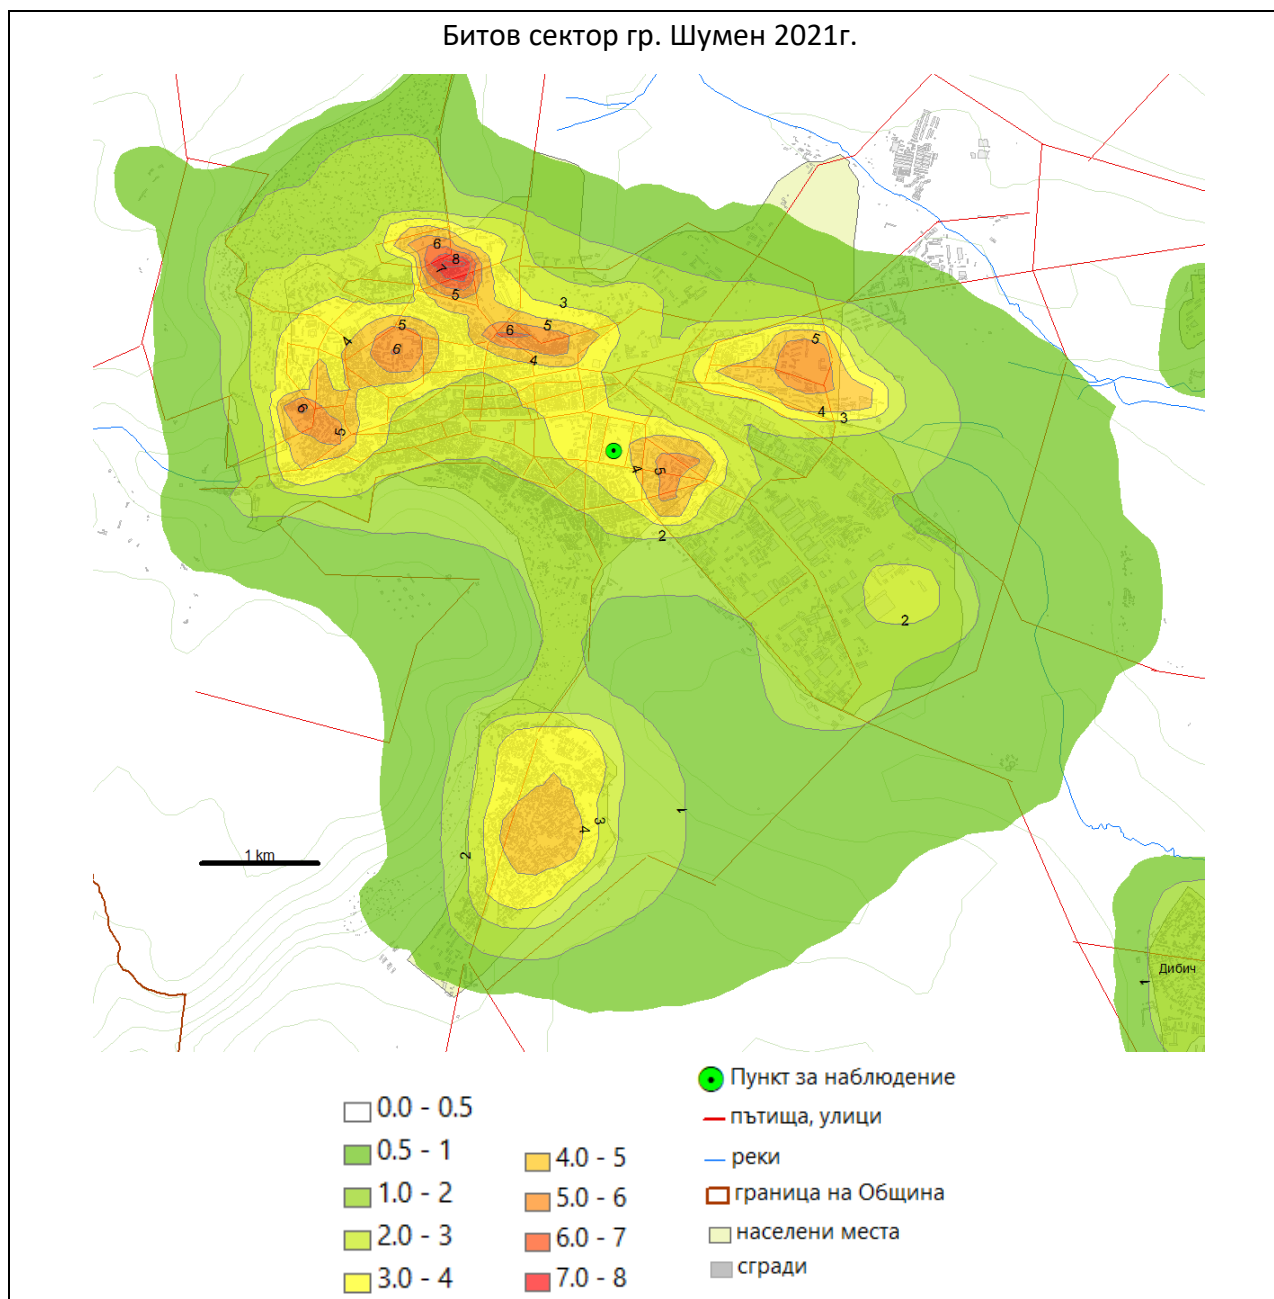 Битов сектор гр. Шумен 2021г.
6
8
7
5
3
5
6
4
4
5
6
5
4
3
6
5
4
5
2
2
3
4
1
2
1 km
Дибич
1
0.0 - 0.5
0.5 - 1
1.0 - 2
2.0 - 3
3.0 - 4
4.0 - 5
5.0 - 6
6.0 - 7
7.0 - 8
Пункт за наблюдение
пътища, улици
реки
граница на Община
населени места
сгради